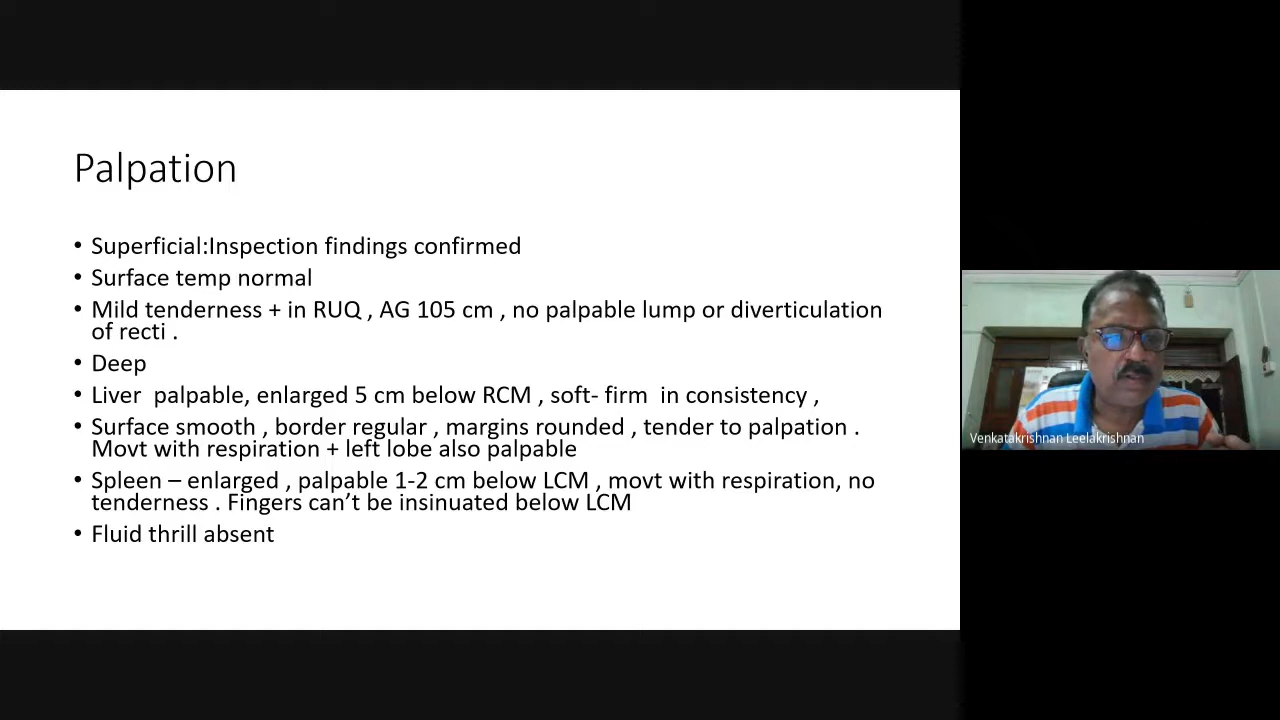 Palpation
• Superficial:Inspection findings confirmed
• Surface temp normal
• Mild tenderness + in RUQ , AG 105 cm , no palpable lump or diverticulation
of recti .
• Deep
• Liver  palpable, enlarged 5 cm below RCM , soft- firm  in consistency ,
• Surface smooth , border regular , margins rounded , tender to palpation .
Movt with respiration + left lobe also palpable
• Spleen – enlarged , palpable 1-2 cm below LCM , movt with respiration, no
tenderness . Fingers can’t be insinuated below LCM
• Fluid thrill absent
Venkatakrishnan Leelakrishnan